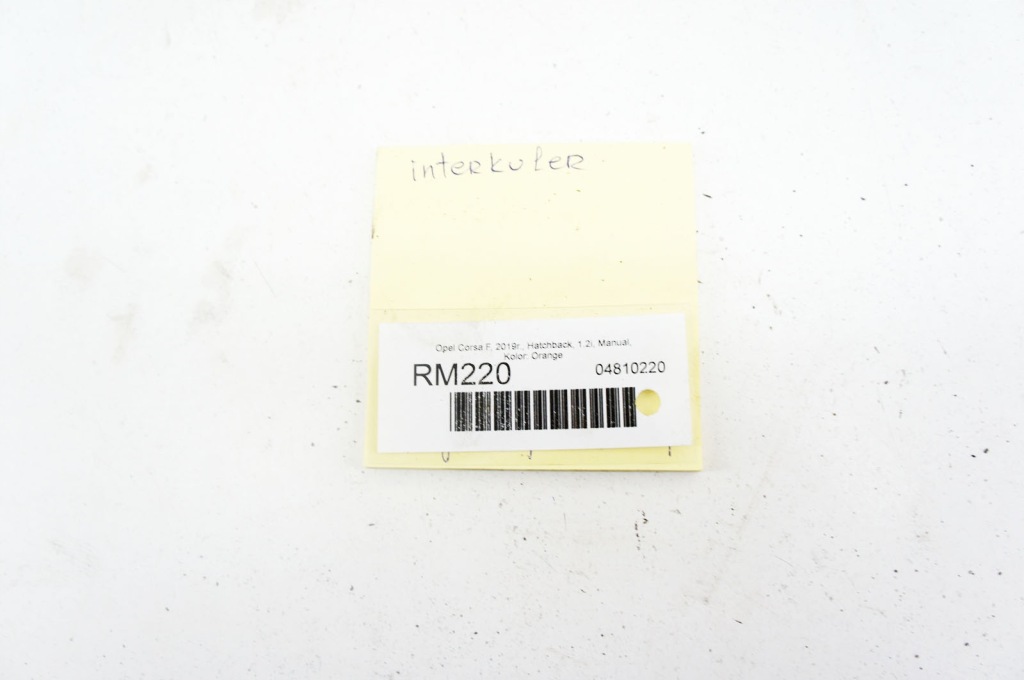 interkuler
Opel Corsa F, 2019r., Hatchback, 1.2i, Manual,
Kolor: Orange
RM220
04810220